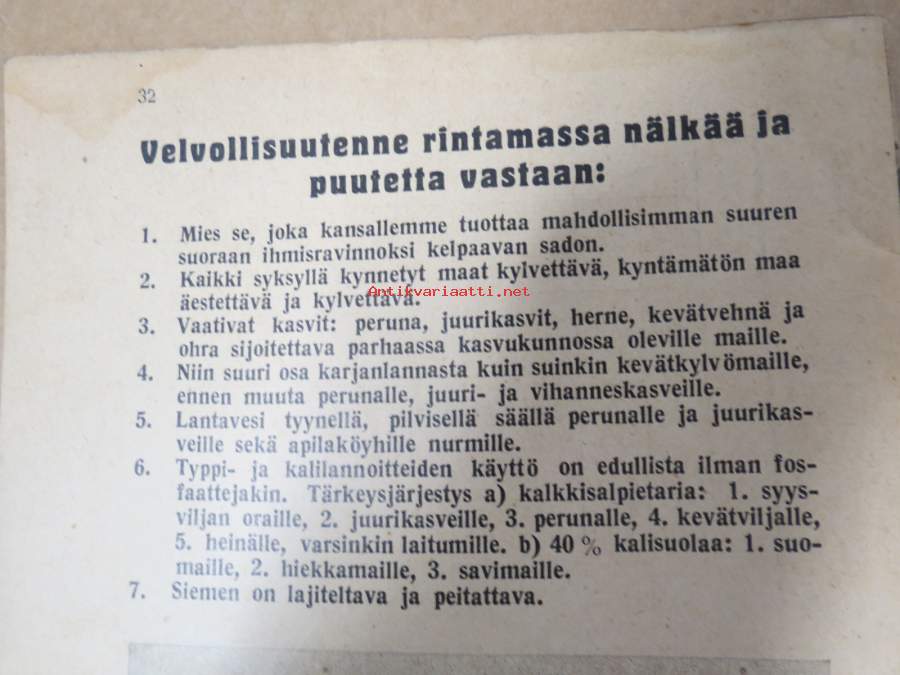 32
Velvollisuutenne rintamassa nälkää ja
puutetta vastaan:
1. Mies se, joka kansallemme tuottaa mahdollisimman suuren
suoraan ihmisravinnoksi kelpaavan sadon.
2. Kaikki syksyllä kynnetyt maat kylvettävä, kyntämätön maa
äestettävä ja kylvettävä.
Antikvariaatti.net
3. Vaativat kasvit: peruna, juurikasvit, herne, kevätvehnä ja
ohra sijoitettava parhaassa kasvukunnossa oleville maille.
4. Niin suuri osa karjanlannasta kuin suinkin kevätkylvömaille,
ennen muuta perunalle, juuri- ja vihanneskasveille.
5. Lantavesi tyynellä, pilvisellä säällä perunalle ja juurikas-
veille sekä apilaköyhille nurmille.
6. Typpi- ja kalilannoitteiden käyttö on edullista ilman fos-
faattejakin. Tärkeysjärjestys a) kalkkisalpietaria: 1. syys-
viljan oraille, 2. juurikasveille, 3. perunalle, 4. kevätviljalle,
5. heinälle, varsinkin laitumille. b) 40 % kalisuolaa: 1. suo-
maille, 2. hiekkamaille, 3. savimaille.
7. Siemen on lajiteltava ja peitattava.